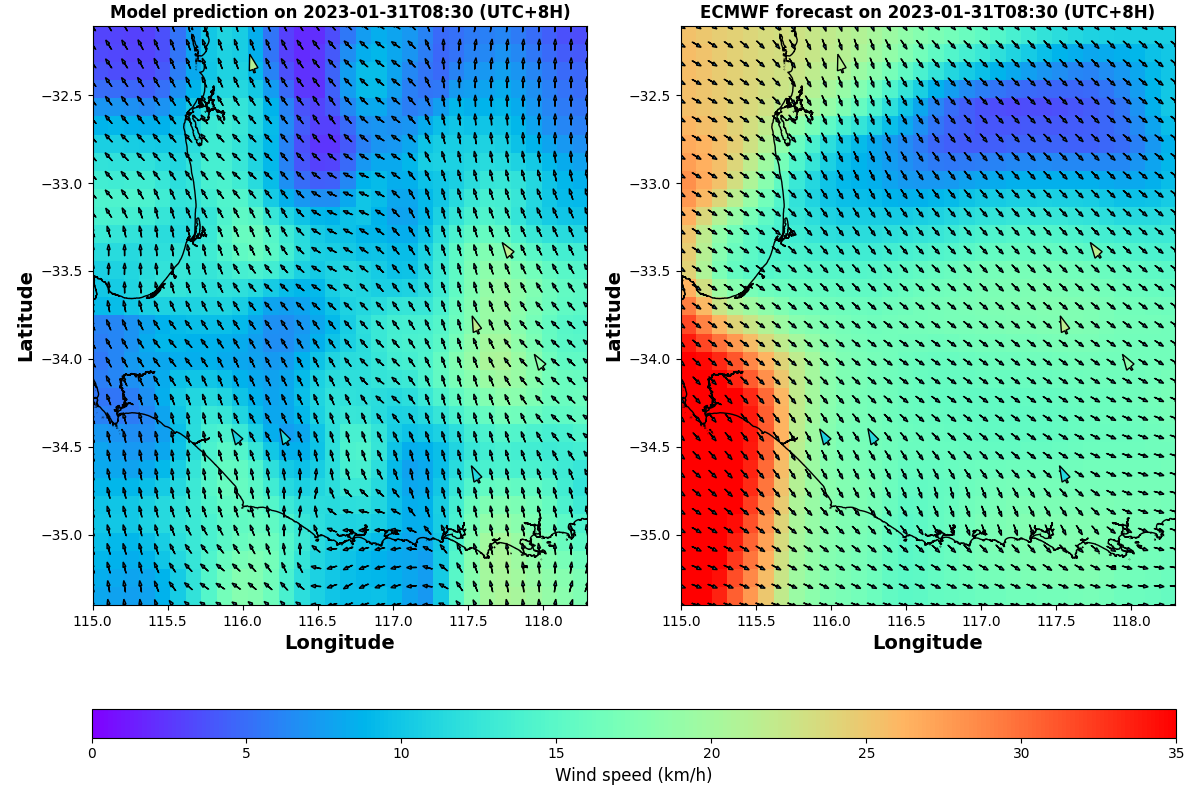 Model prediction on 2023-01-31T08:30 (UTC+8H)
ECMWF forecast on 2023-01-31T08:30 (UTC+8H)
Latitude
−32.5
−33.0
−33.5
−34.0
−34.5
−35.0
115.0 115.5 116.0 116.5 117.0 117.5 118.0
Longitude
Latitude
−32.5
−33.0
−33.5
−34.0
−34.5
−35.0
115.0 115.5 116.0 116.5 117.0 117.5 118.0
Longitude
0 5 10 15 20 25 30 35
Wind speed (km/h)